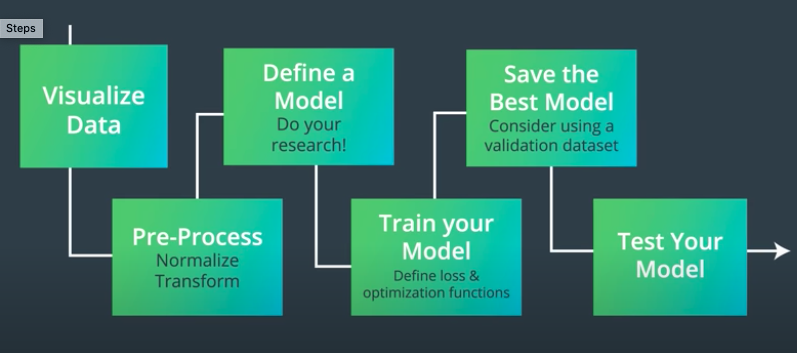 Steps
Visualize
Data
Pre-Process
Normalize
Transform
Define a
Model
Do your
research!
Train your
Model
Define loss &
optimization functions
Save the
Best Model
Consider using a
validation dataset
Test Your
Model